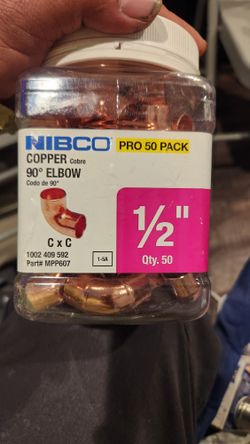 NIBCO PRO 50 PACK
COPPER Cobre
90° ELBOW
Codo de 90°
C x C
1/2"
1002 409 592
Part# MPP607
1-5A
Qty. 50